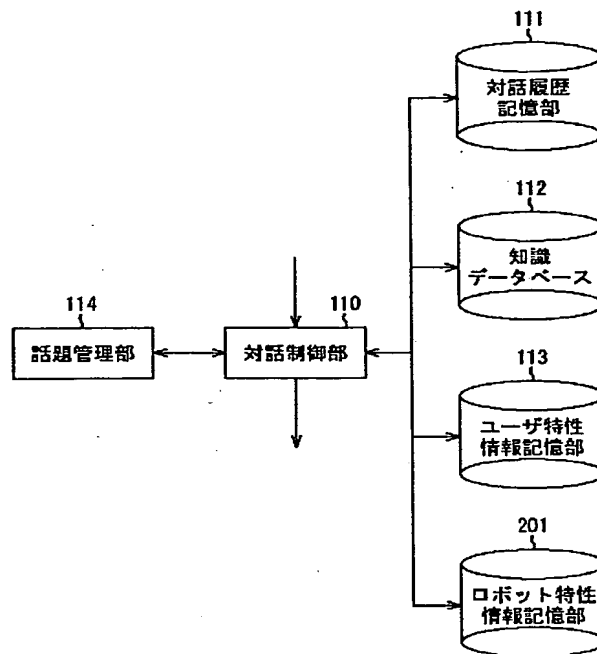 111
対話履歴
記憶部
112
知識
データベース
114
話題管理部
110
対話制御部
113
ユーザ特性
情報記憶部
201
ロボット特性
情報記憶部